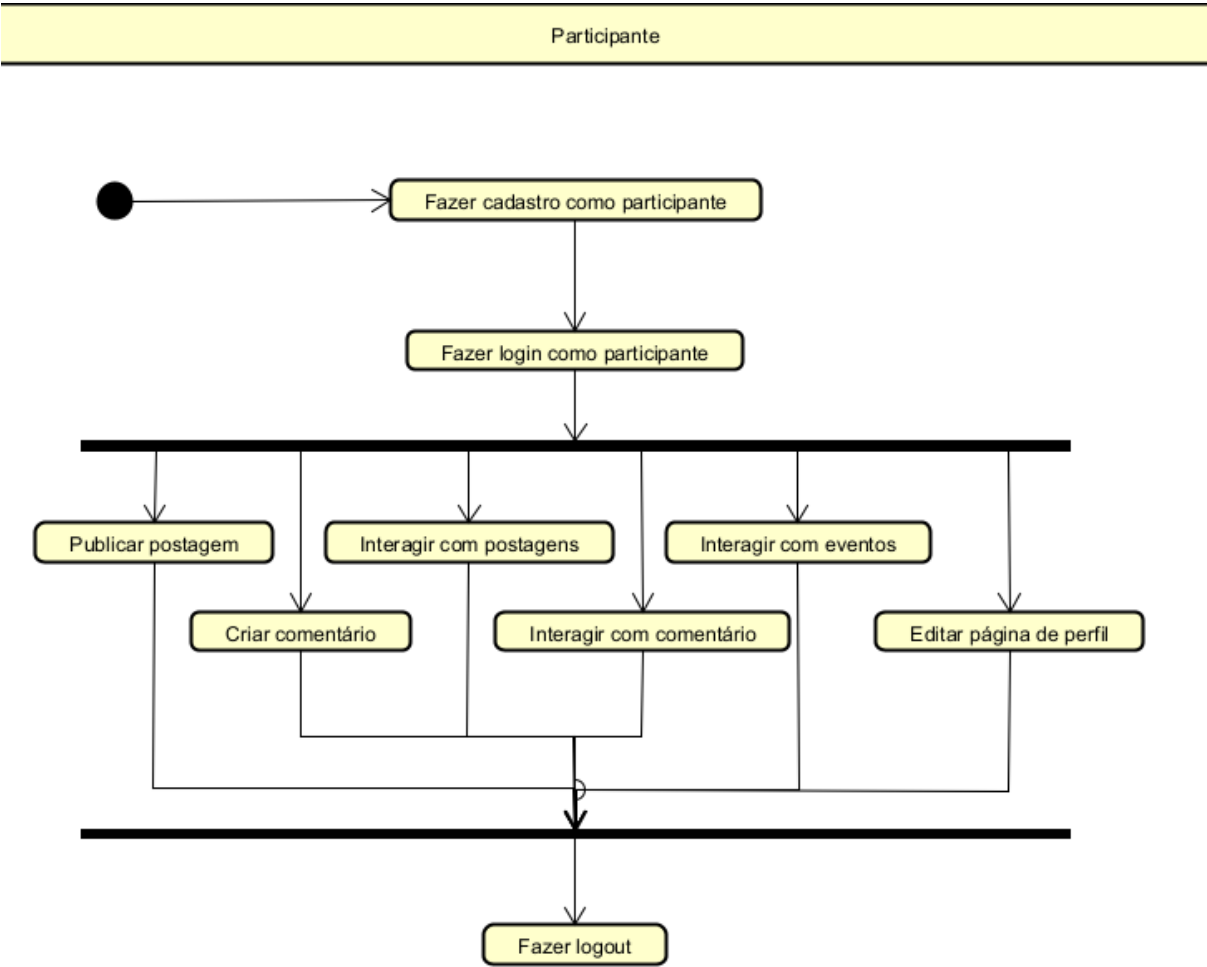 Participante
Fazer cadastro como participante
Fazer login como participante
Publicar postagem
Interagir com postagens
Interagir com eventos
Criar comentário
Interagir com comentário
Editar página de perfil
Fazer logout